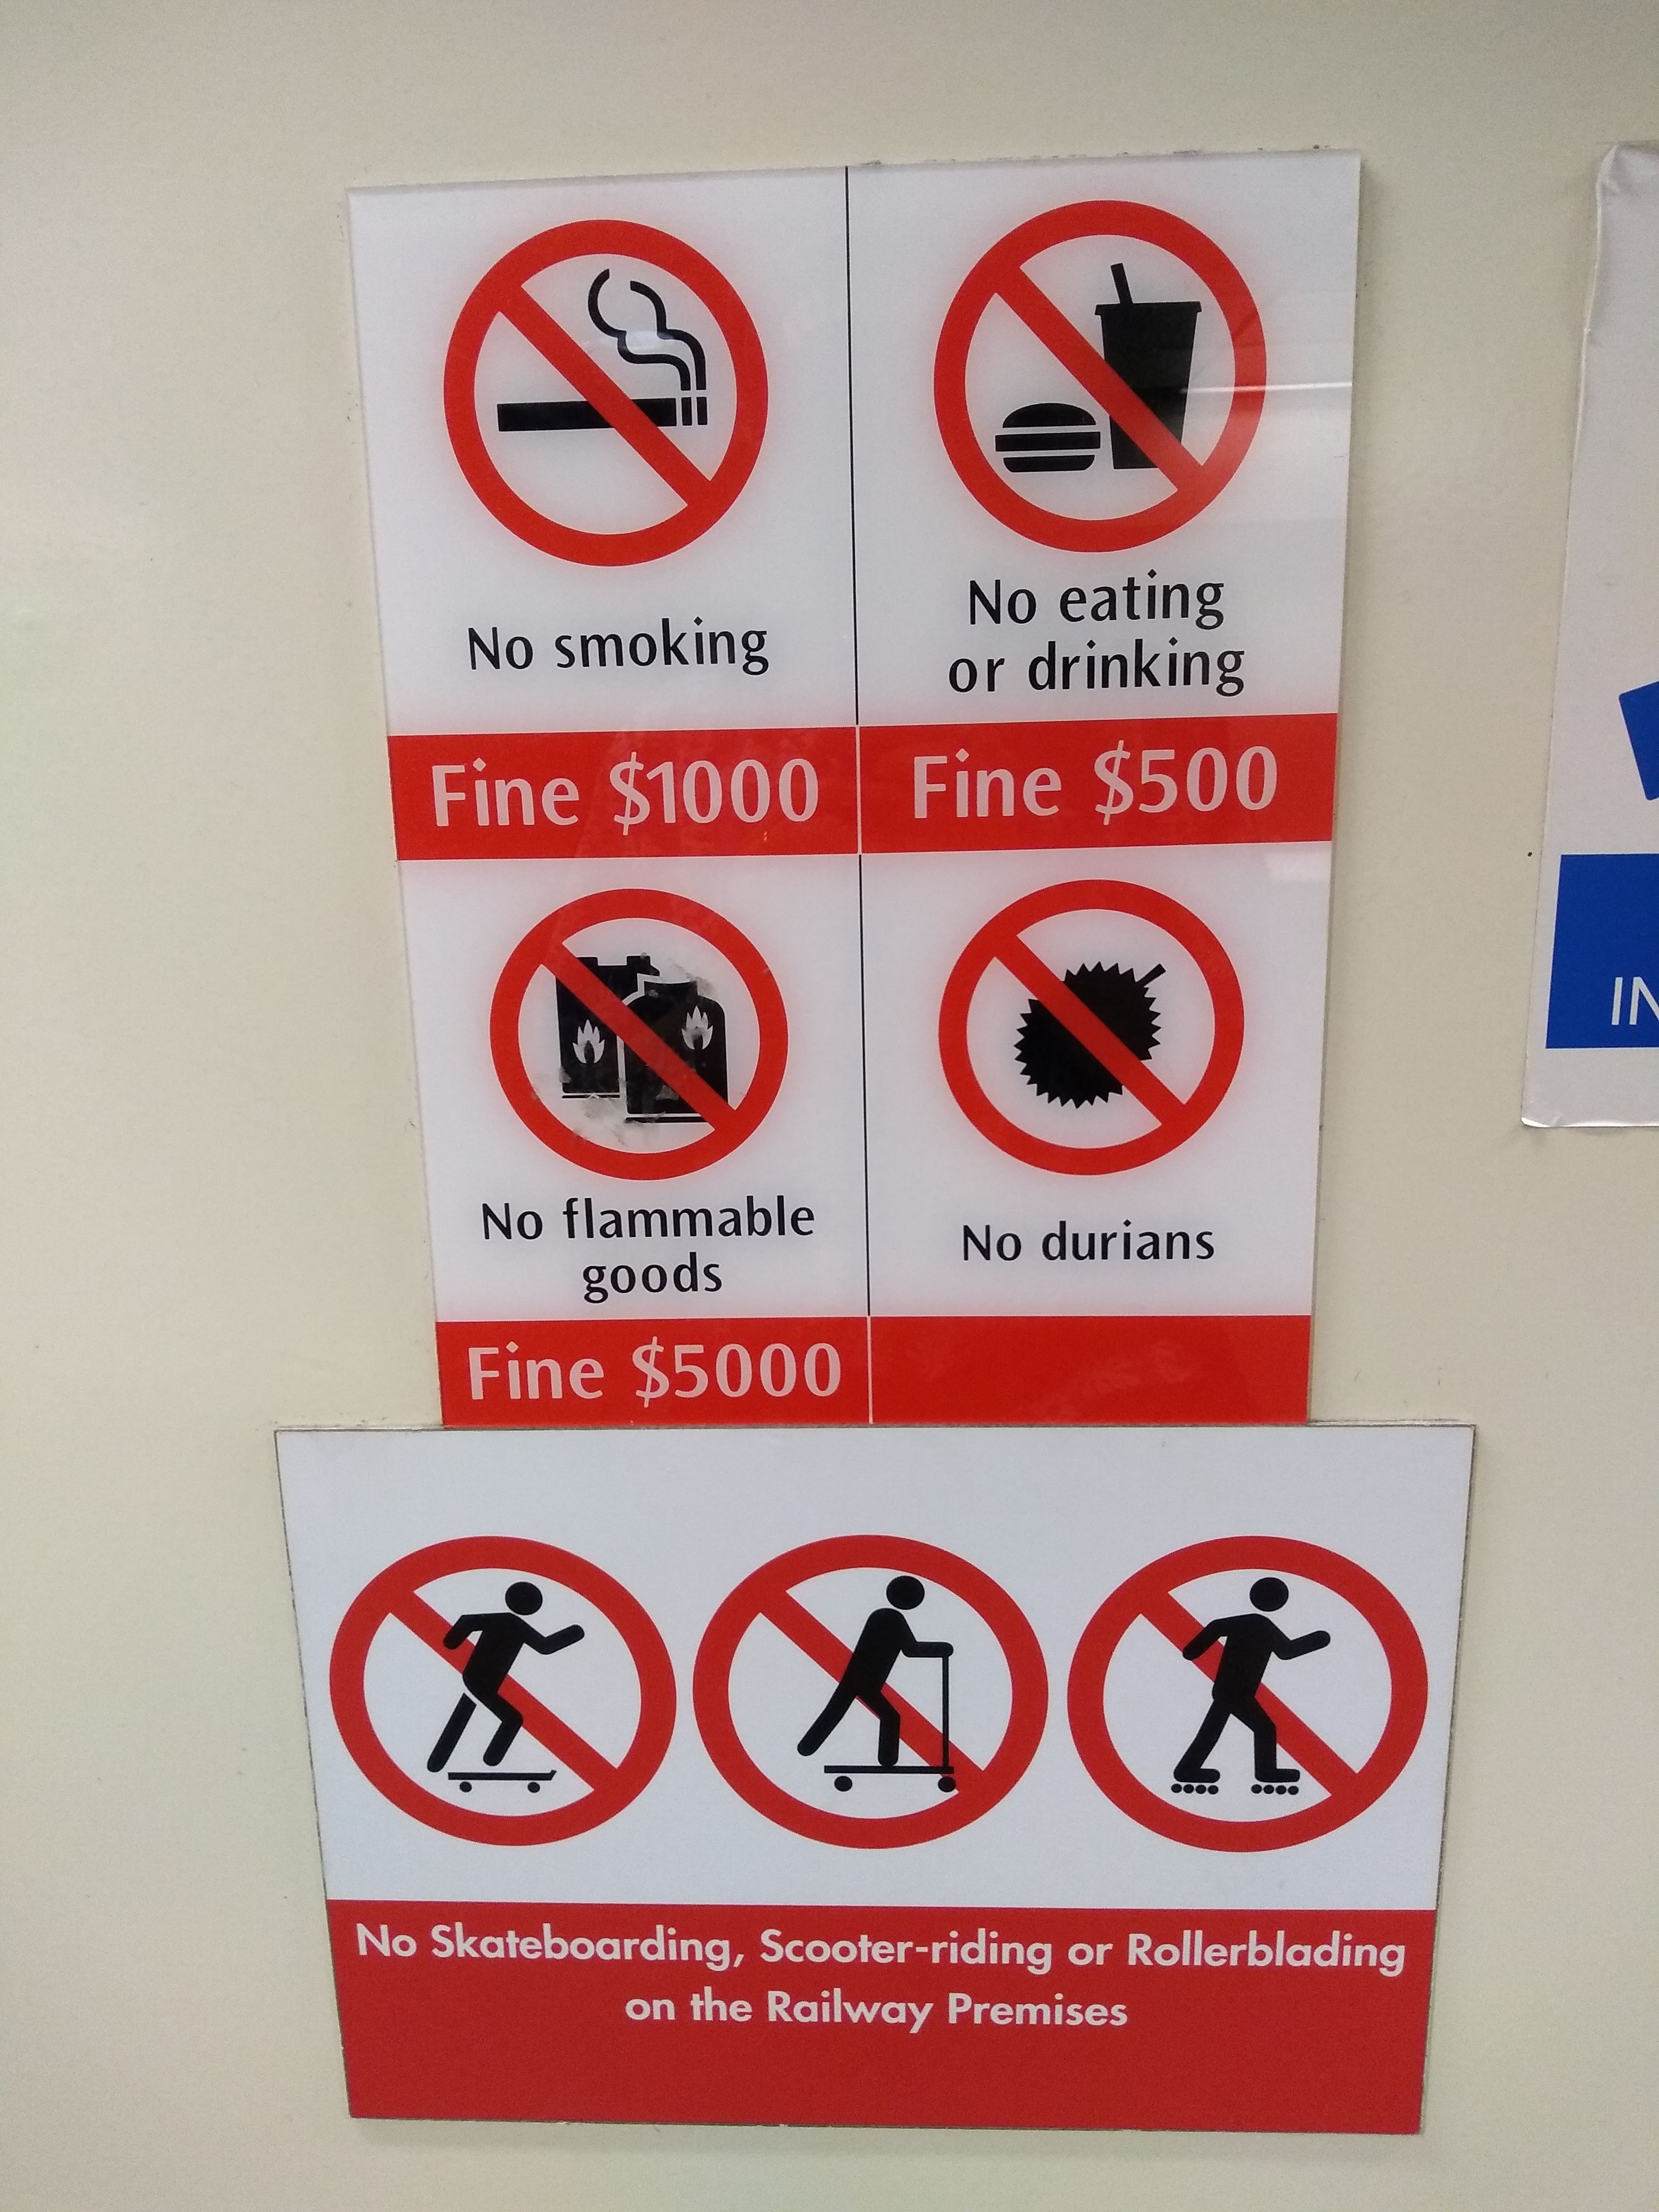 No smoking
No eating
or drinking
Fine $1000
Fine $500
No flammable
goods
No durians
Fine $5000
No Skateboarding, Scooter-riding or Rollerblading
on the Railway Premises
IN